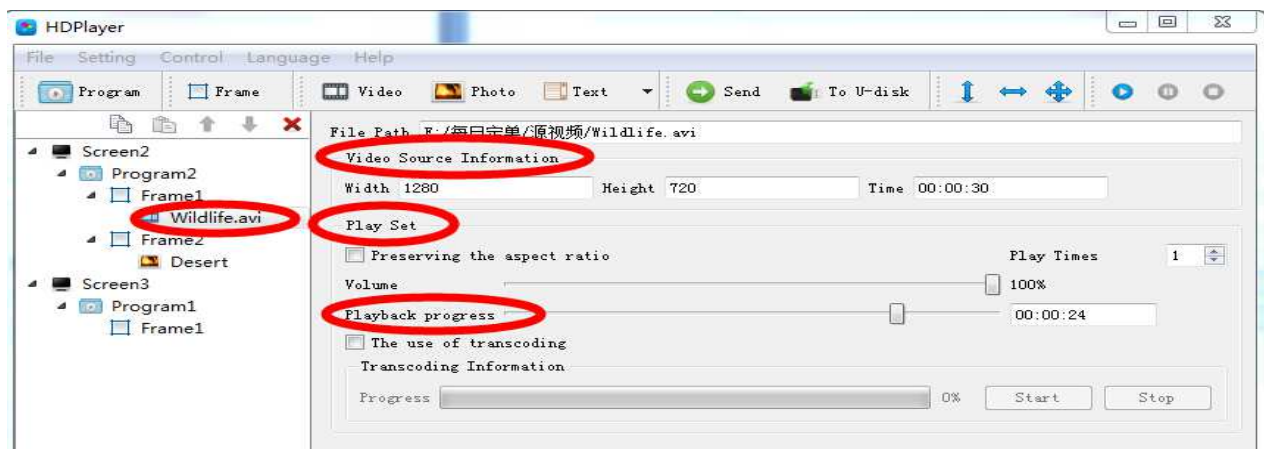 HDPlayer
File Setting Control Language Help
Program Frame Video Photo Text Send To U-disk
File Path E:/每日定单/源视频/Wildlife.avi
Screen2
Program2
Frame1
Wildlife.avi
Frame2
Desert
Screen3
Program1
Frame1
Video Source Information
Width 1280 Height 720 Time 00:00:30
Play Set
Preserving the aspect ratio Play Times 1
Volume 100%
Playback progress 00:00:24
The use of transcoding
Transcoding Information
Progress 0% Start Stop